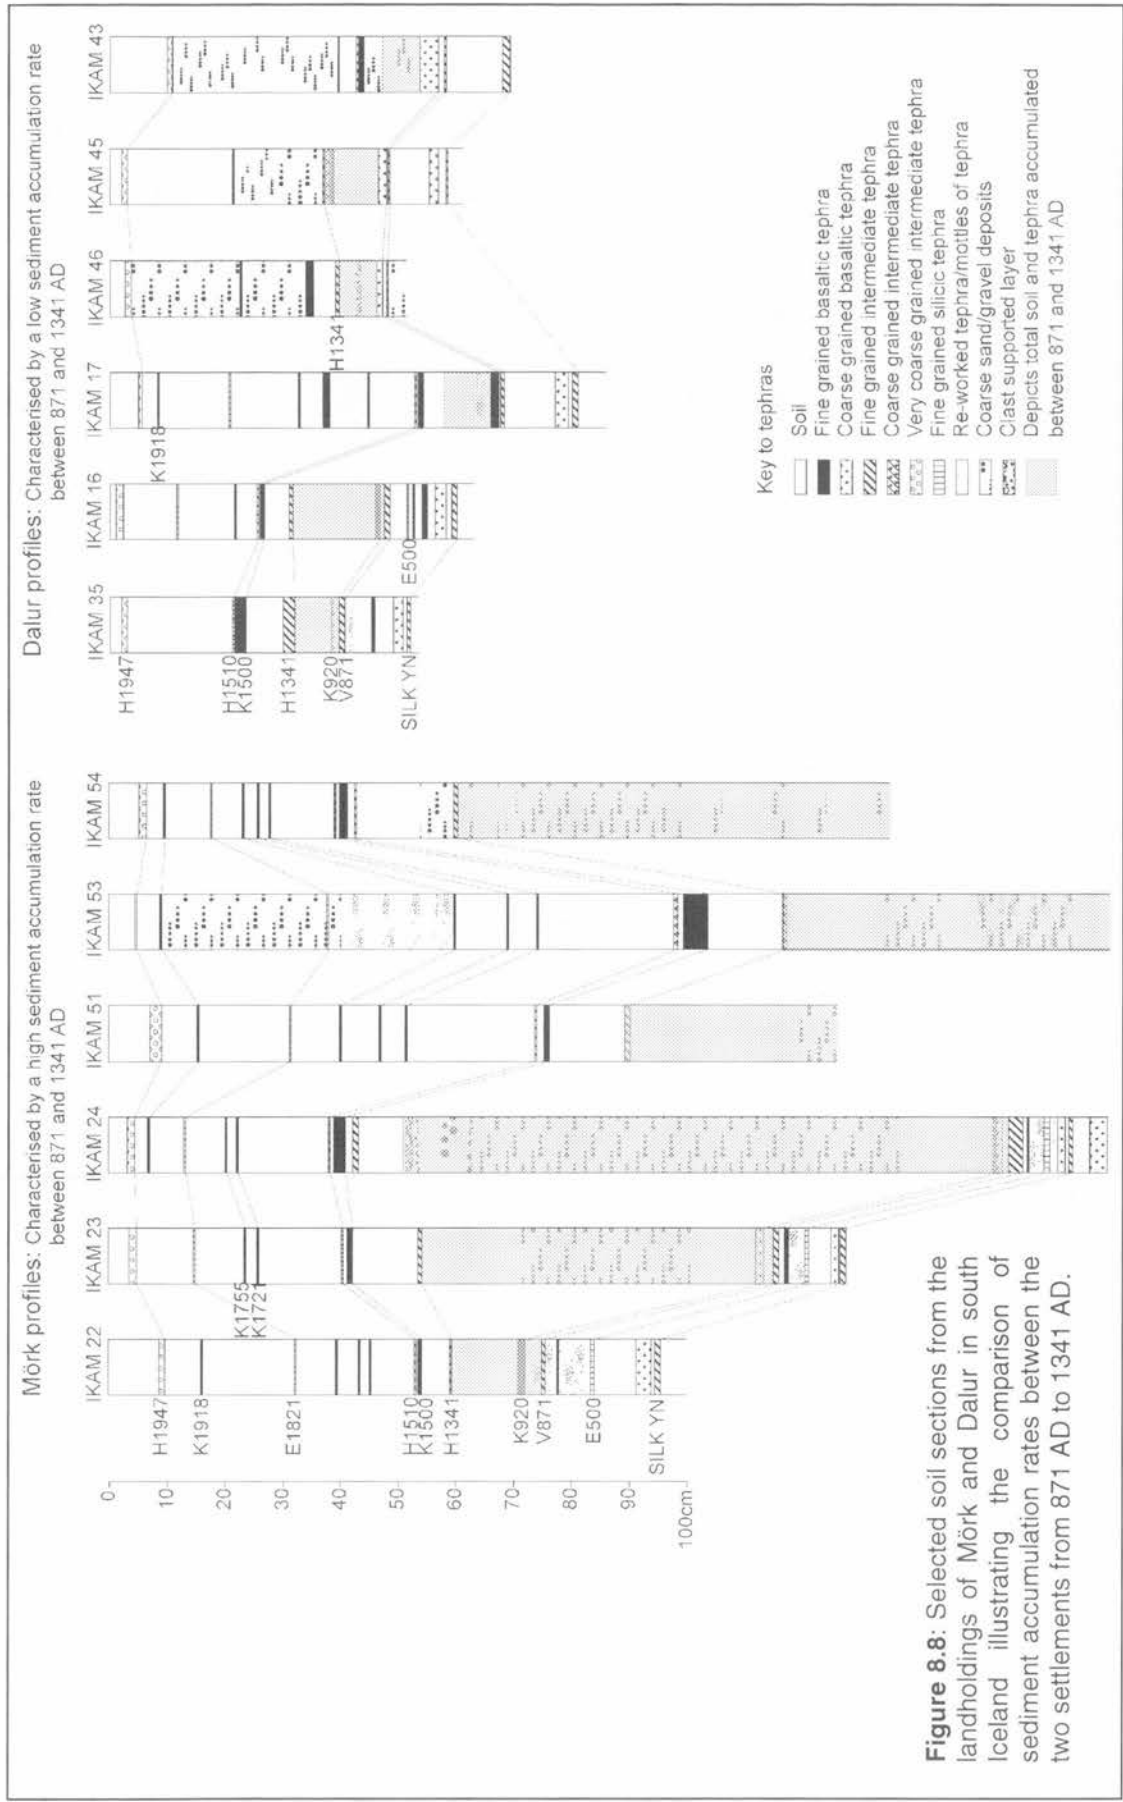 Mörk profiles: Characterised by a high sediment accumulation rate
between 871 and 1341 AD
IKAM 22
IKAM 23
IKAM 24
IKAM 51
IKAM 53
IKAM 54
0
10
20
30
40
50
60
70
80
90
100cm
H1947
K1918
E1821
H1510
K1500
H1341
K920
V871
E500
SILK YN
K1755
K1721
Dalur profiles: Characterised by a low sediment accumulation rate
between 871 and 1341 AD
IKAM 35
IKAM 16
IKAM 17
IKAM 46
IKAM 45
IKAM 43
H1947
H1510
K1500
H1341
K920
V871
SILK YN
E500
K1918
H1341
Key to tephras
Soil
Fine grained basaltic tephra
Coarse grained basaltic tephra
Fine grained intermediate tephra
Coarse grained intermediate tephra
Very coarse grained intermediate tephra
Fine grained silicic tephra
Re-worked tephra/mottles of tephra
Coarse sand/gravel deposits
Clast supported layer
Depicts total soil and tephra accumulated
between 871 and 1341 AD
Figure 8.8: Selected soil sections from the
landholdings of Mörk and Dalur in south
Iceland illustrating the comparison of
sediment accumulation rates between the
two settlements from 871 AD to 1341 AD.